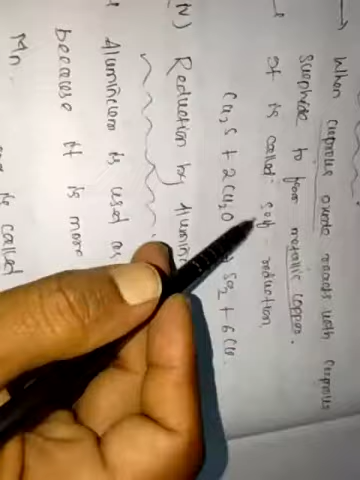 → When cuprous oxide reacts with cuprous
sulphide to form metallic copper.
It is called self reduction.
Cu2S + 2Cu2O SO2 + 6Cu.
(iv) Reduction by Alumin
Aluminium is used as
because it is more
Mn.
is called